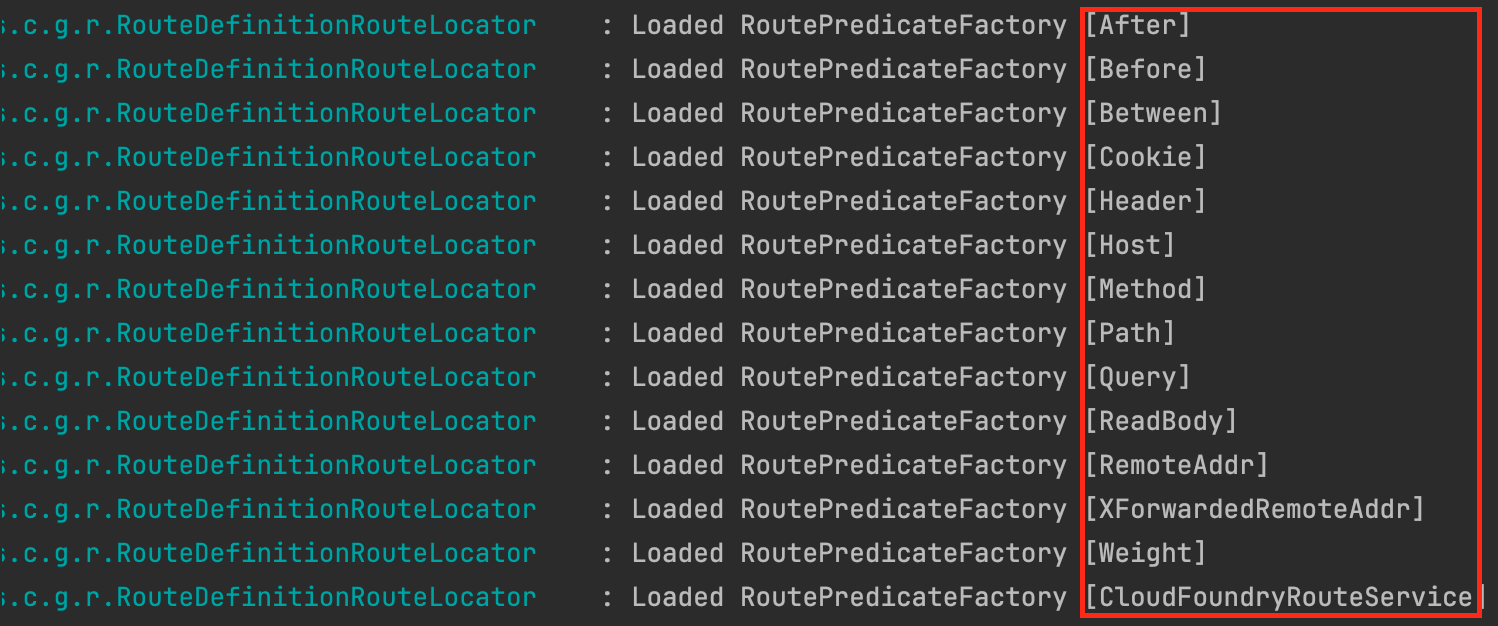 s.c.g.r.RouteDefinitionRouteLocator : Loaded RoutePredicateFactory [After]
s.c.g.r.RouteDefinitionRouteLocator : Loaded RoutePredicateFactory [Before]
s.c.g.r.RouteDefinitionRouteLocator : Loaded RoutePredicateFactory [Between]
s.c.g.r.RouteDefinitionRouteLocator : Loaded RoutePredicateFactory [Cookie]
s.c.g.r.RouteDefinitionRouteLocator : Loaded RoutePredicateFactory [Header]
s.c.g.r.RouteDefinitionRouteLocator : Loaded RoutePredicateFactory [Host]
s.c.g.r.RouteDefinitionRouteLocator : Loaded RoutePredicateFactory [Method]
s.c.g.r.RouteDefinitionRouteLocator : Loaded RoutePredicateFactory [Path]
s.c.g.r.RouteDefinitionRouteLocator : Loaded RoutePredicateFactory [Query]
s.c.g.r.RouteDefinitionRouteLocator : Loaded RoutePredicateFactory [ReadBody]
s.c.g.r.RouteDefinitionRouteLocator : Loaded RoutePredicateFactory [RemoteAddr]
s.c.g.r.RouteDefinitionRouteLocator : Loaded RoutePredicateFactory [XForwardedRemoteAddr]
s.c.g.r.RouteDefinitionRouteLocator : Loaded RoutePredicateFactory [Weight]
s.c.g.r.RouteDefinitionRouteLocator : Loaded RoutePredicateFactory [CloudFoundryRouteService]